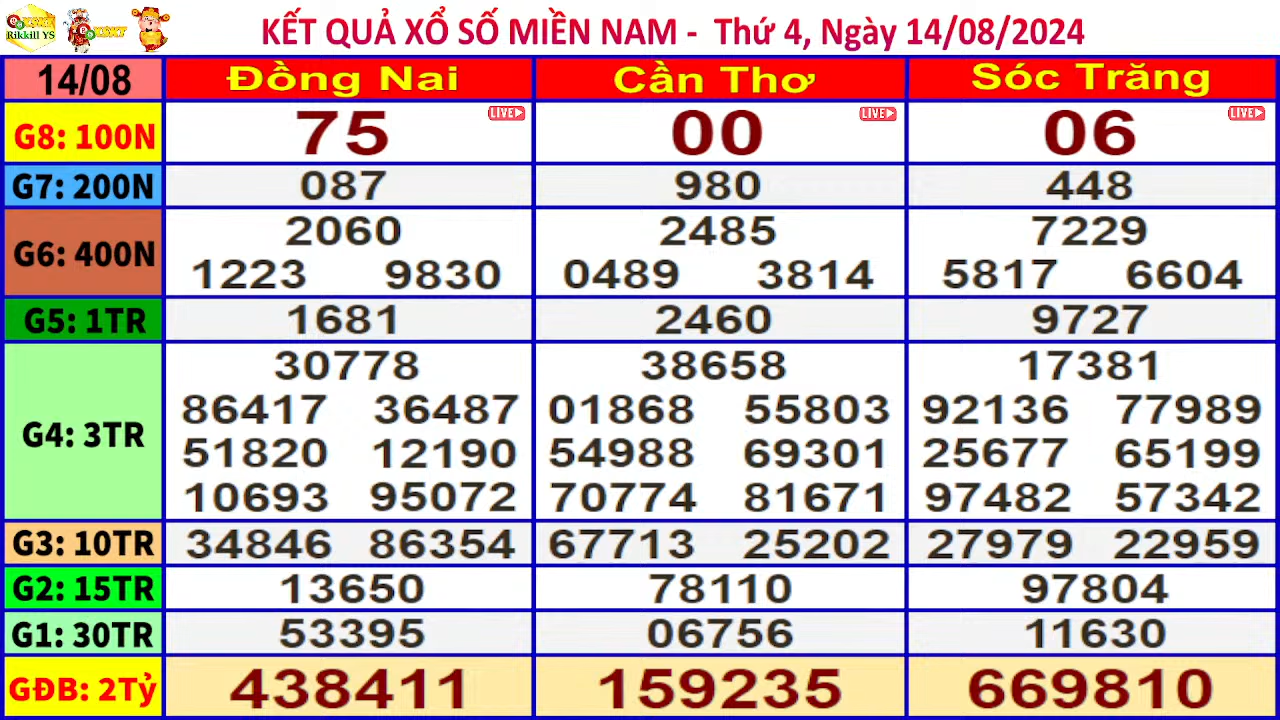 Rikkill YS
KẾT QUẢ XỔ SỐ MIỀN NAM - Thứ 4, Ngày 14/08/2024
14/08 Đồng Nai Cần Thơ Sóc Trăng
LIVE LIVE LIVE
G8: 100N 75 00 06
G7: 200N 087 980 448
2060 2485 7229
G6: 400N
1223 9830 0489 3814 5817 6604
G5: 1TR 1681 2460 9727
30778 38658 17381
86417 36487 01868 55803 92136 77989
G4: 3TR
51820 12190 54988 69301 25677 65199
10693 95072 70774 81671 97482 57342
G3: 10TR 34846 86354 67713 25202 27979 22959
G2: 15TR 13650 78110 97804
G1: 30TR 53395 06756 11630
GĐB: 2Tỷ 438411 159235 669810